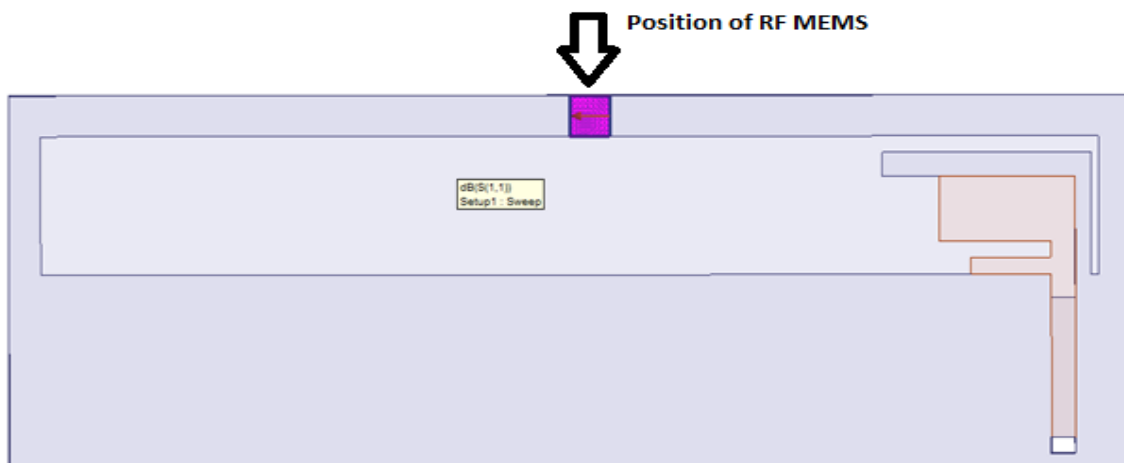 Position of RF MEMS
dB(S(1,1))
Setup1 : Sweep